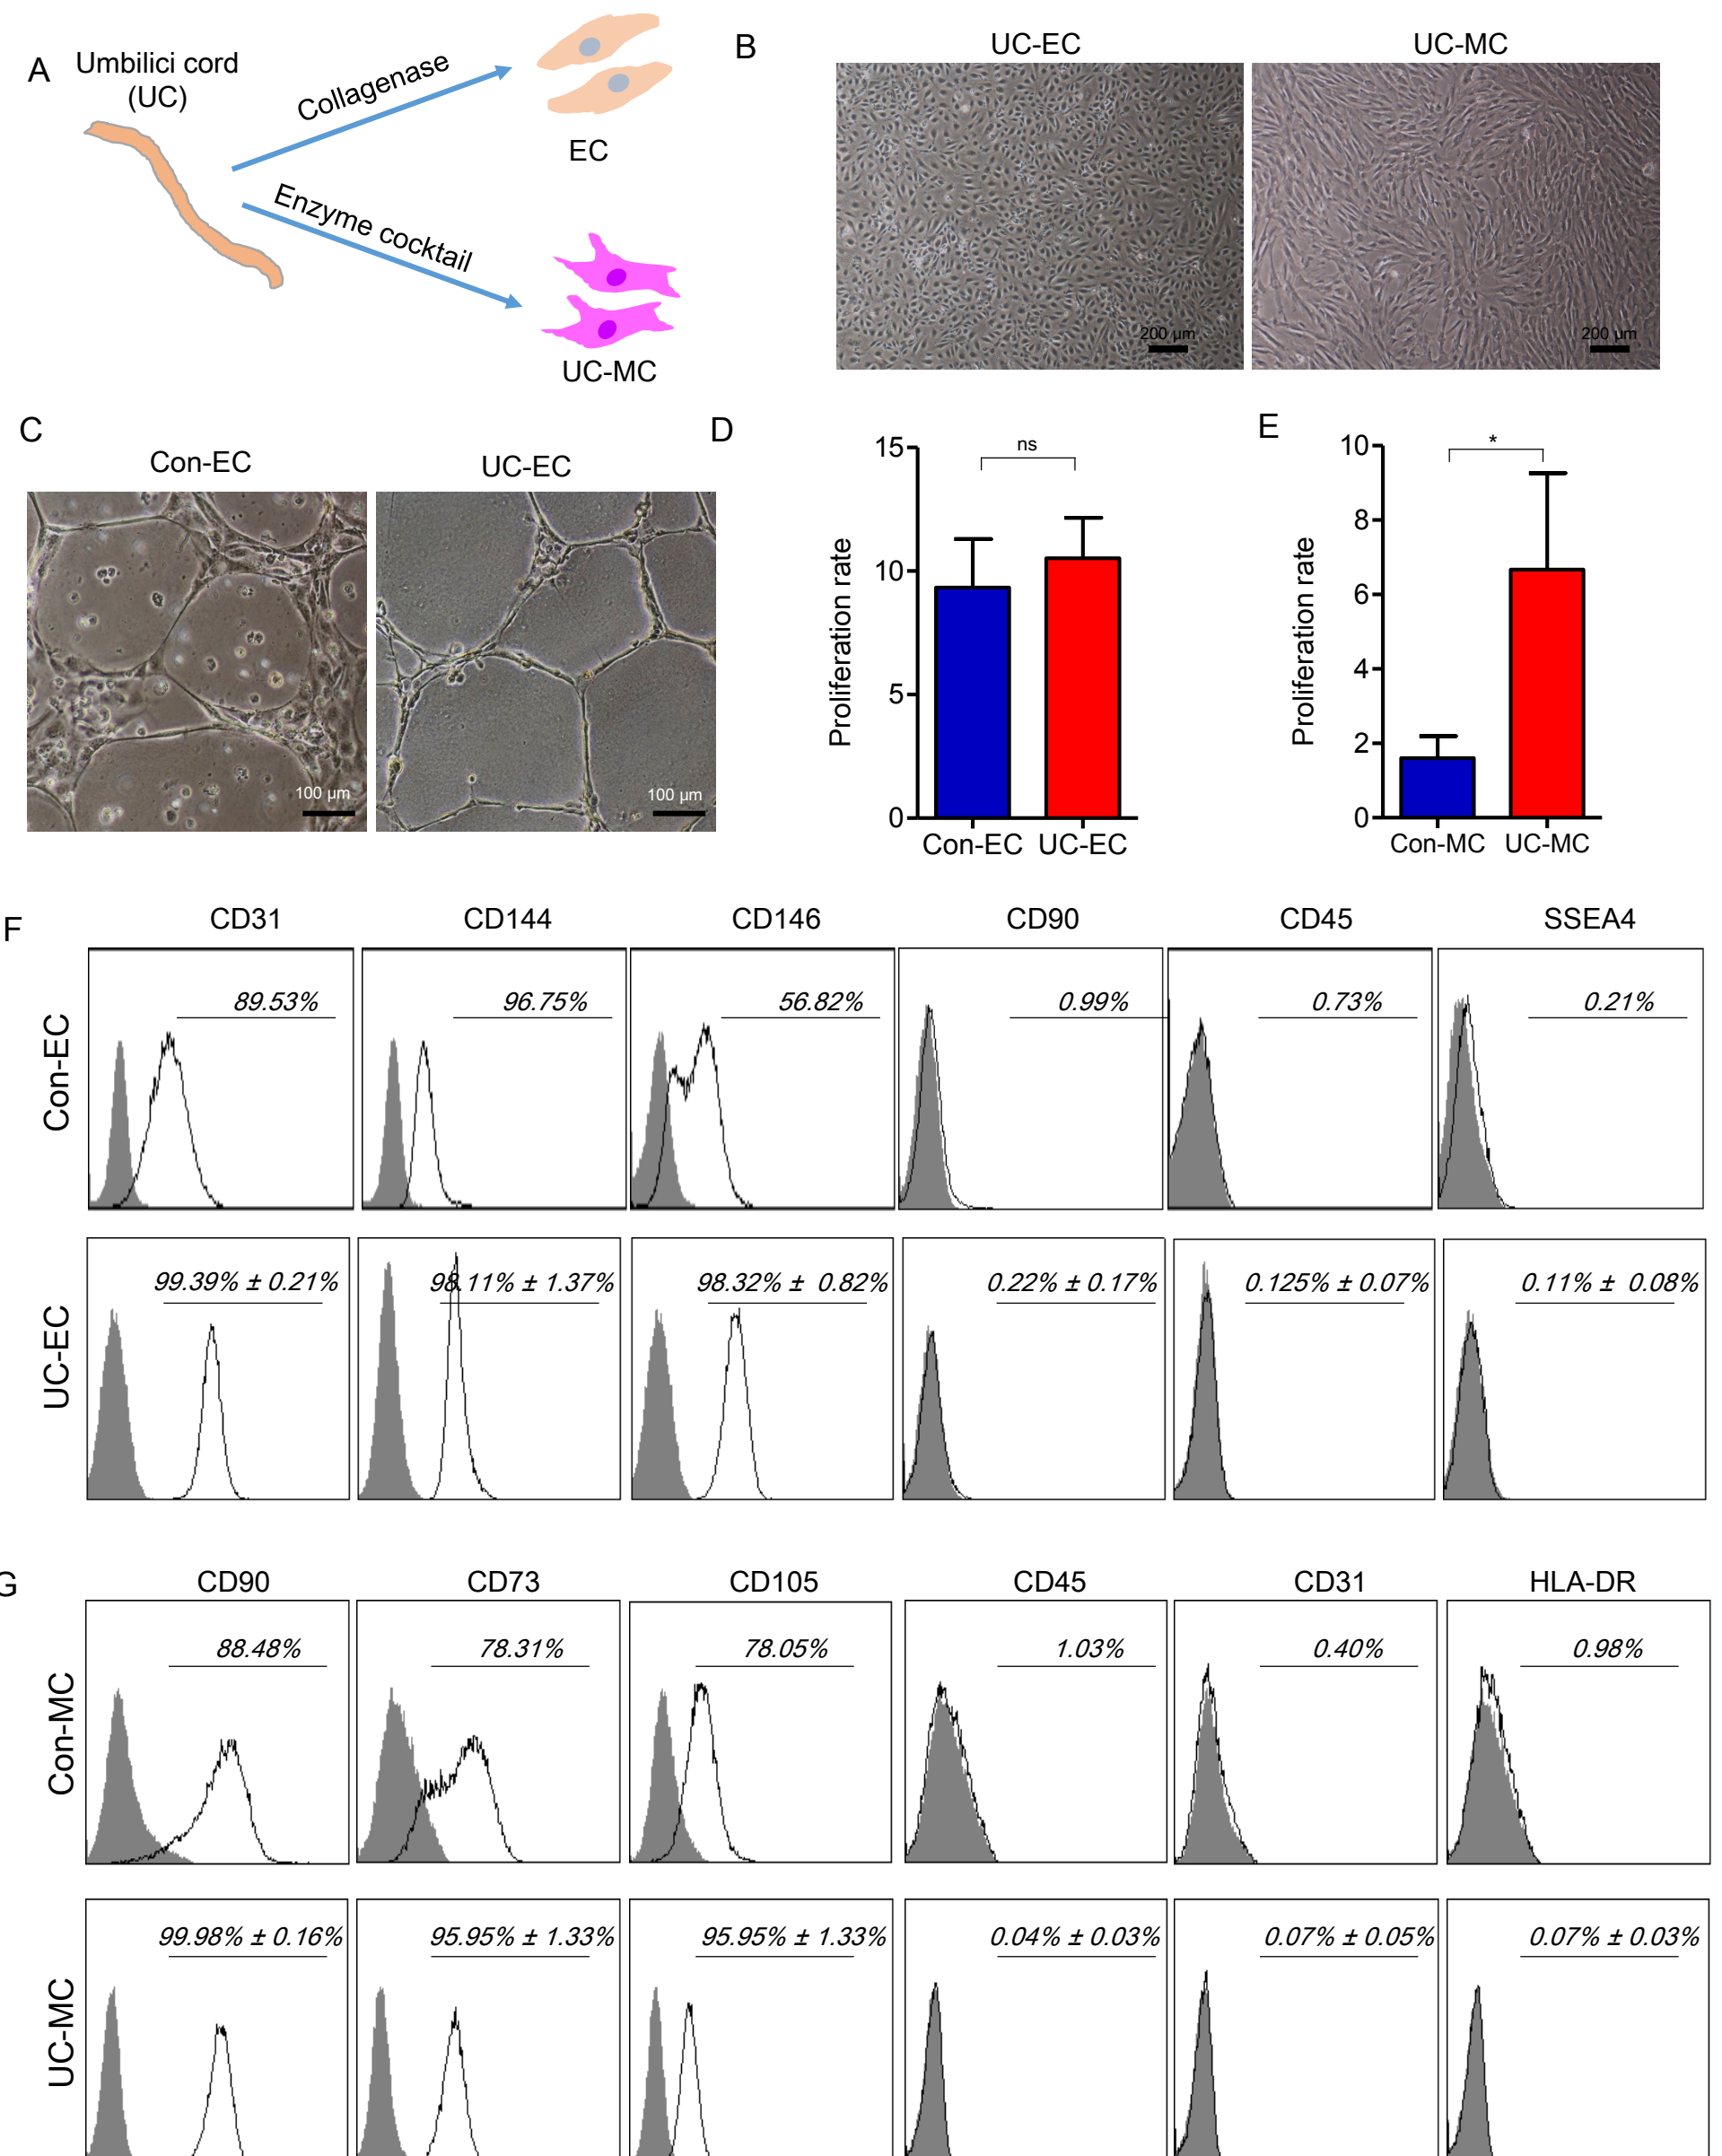 A
Umbilici cord
(UC)
Collagenase
EC
Enzyme cocktail
UC-MC
B
UC-EC
UC-MC
200 µm
200 µm
C
Con-EC
UC-EC
100 µm
100 µm
D
15
10
5
0
Proliferation rate
ns
Con-EC UC-EC
E
10
8
6
4
2
0
Proliferation rate
*
Con-MC UC-MC
F
CD31 CD144 CD146 CD90 CD45 SSEA4
Con-EC
89.53% 96.75% 56.82% 0.99% 0.73% 0.21%
UC-EC
99.39% ± 0.21% 98.11% ± 1.37% 98.32% ± 0.82% 0.22% ± 0.17% 0.125% ± 0.07% 0.11% ± 0.08%
G
CD90 CD73 CD105 CD45 CD31 HLA-DR
Con-MC
88.48% 78.31% 78.05% 1.03% 0.40% 0.98%
UC-MC
99.98% ± 0.16% 95.95% ± 1.33% 95.95% ± 1.33% 0.04% ± 0.03% 0.07% ± 0.05% 0.07% ± 0.03%